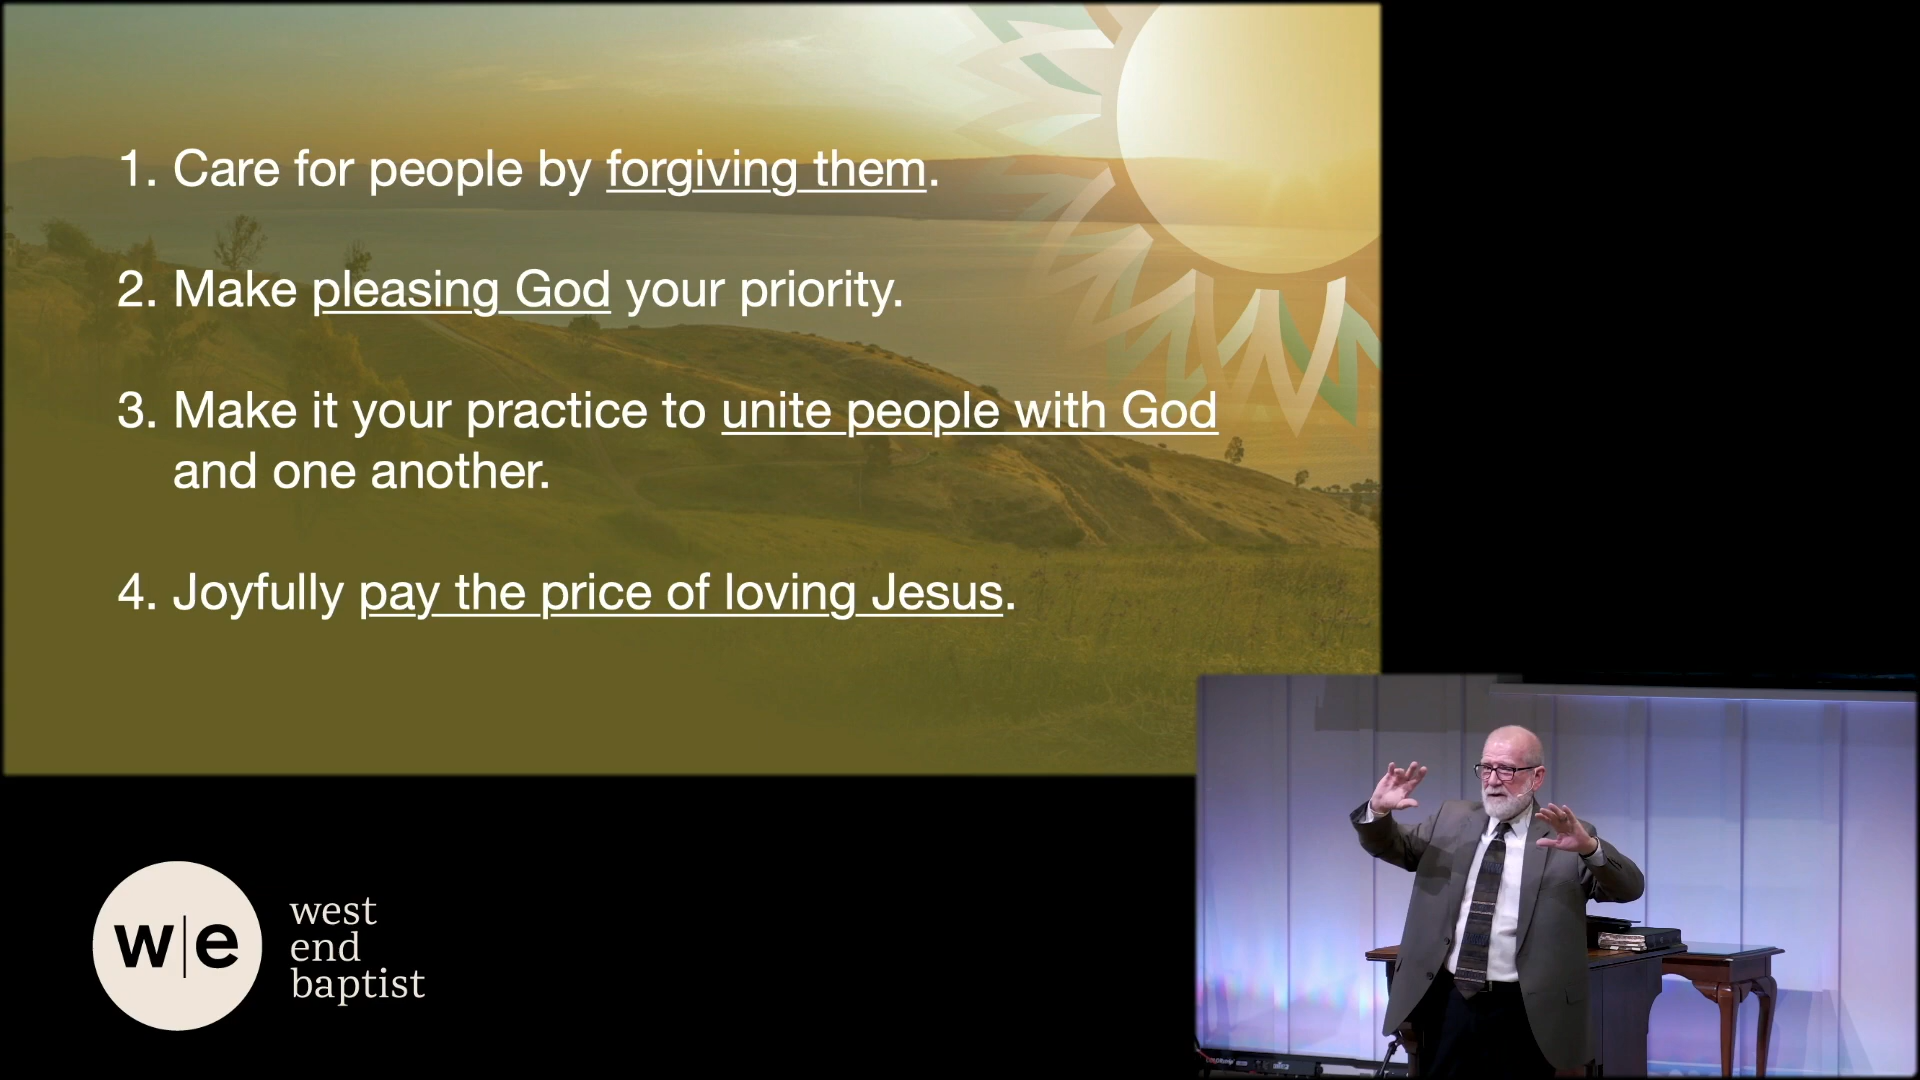 1. Care for people by forgiving them.
2. Make pleasing God your priority.
3. Make it your practice to unite people with God
and one another.
4. Joyfully pay the price of loving Jesus.
w|e
west
end
baptist